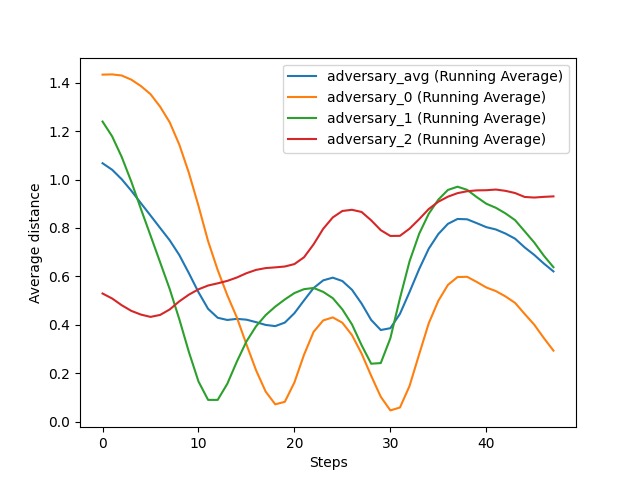 adversary_avg (Running Average)
adversary_0 (Running Average)
adversary_1 (Running Average)
adversary_2 (Running Average)
1.4
1.2
1.0
0.8
0.6
0.4
0.2
0.0
Average distance
0 10 20 30 40
Steps